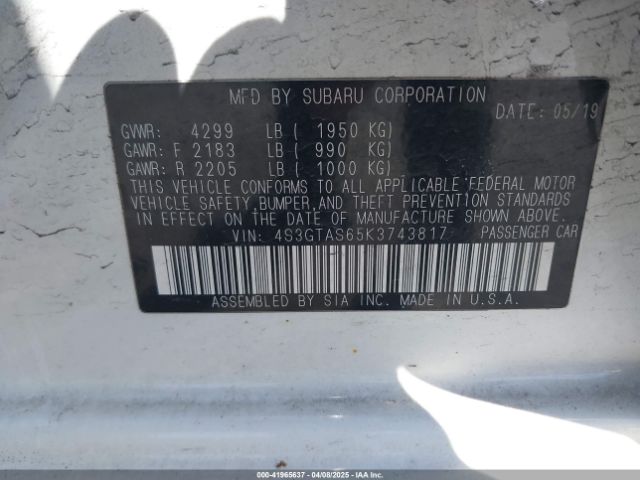 MFD BY SUBARU CORPORATION
DATE: 05/19
GVWR: 4299 LB ( 1950 KG)
GAWR: F 2183 LB ( 990 KG)
GAWR: R 2205 LB ( 1000 KG)
THIS VEHICLE CONFORMS TO ALL APPLICABLE FEDERAL MOTOR
VEHICLE SAFETY, BUMPER, AND THEFT PREVENTION STANDARDS
IN EFFECT ON THE DATE OF MANUFACTURE SHOWN ABOVE.
VIN: 4S3GTAS65K3743817 PASSENGER CAR
ASSEMBLED BY SIA INC. MADE IN U.S.A.
000-41965637 - 04/08/2025 - COPYRIGHT IAA, LLC.